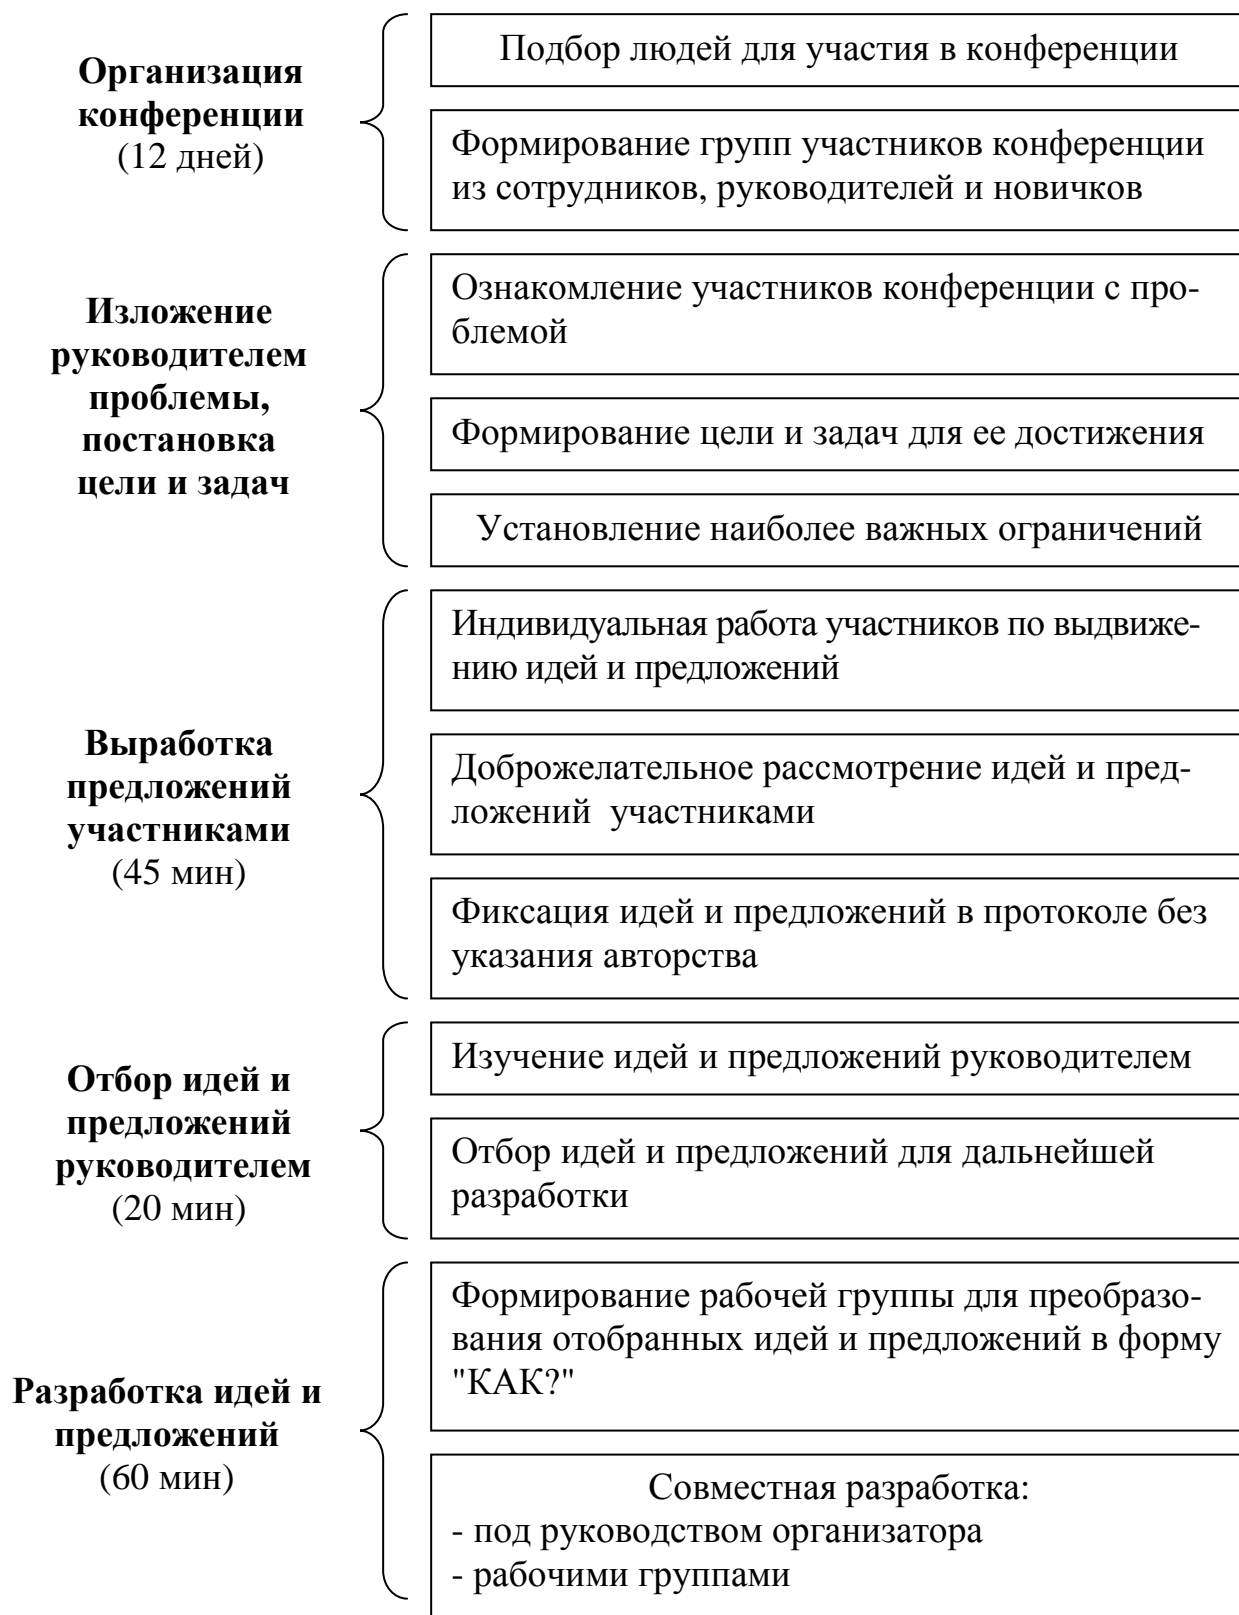 Организация
конференции
(12 дней)
Подбор людей для участия в конференции
Формирование групп участников конференции
из сотрудников, руководителей и новичков
Изложение
руководителем
проблемы,
постановка
цели и задач
Ознакомление участников конференции с про-
блемой
Формирование цели и задач для ее достижения
Установление наиболее важных ограничений
Выработка
предложений
участниками
(45 мин)
Индивидуальная работа участников по выдвиже-
нию идей и предложений
Доброжелательное рассмотрение идей и пред-
ложений участниками
Фиксация идей и предложений в протоколе без
указания авторства
Отбор идей и
предложений
руководителем
(20 мин)
Изучение идей и предложений руководителем
Отбор идей и предложений для дальнейшей
разработки
Разработка идей и
предложений
(60 мин)
Формирование рабочей группы для преобразо-
вания отобранных идей и предложений в форму
"КАК?"
Совместная разработка:
- под руководством организатора
- рабочими группами